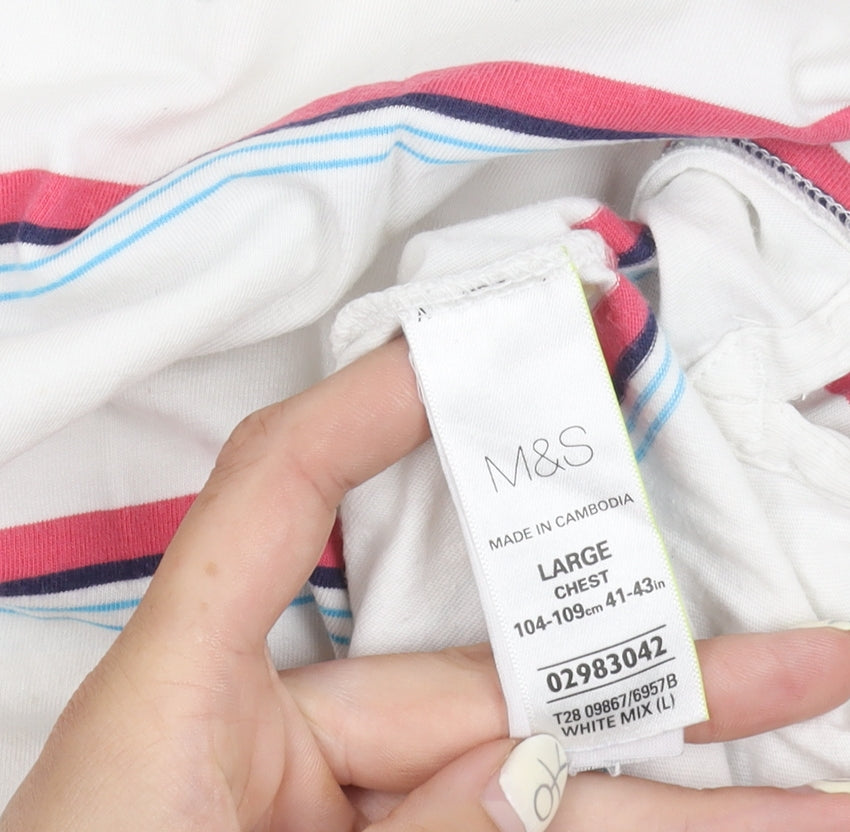 M&S
MADE IN CAMBODIA
LARGE
CHEST
104-109cm 41-43in
02983042
T28 09867/6957B
WHITE MIX (L)